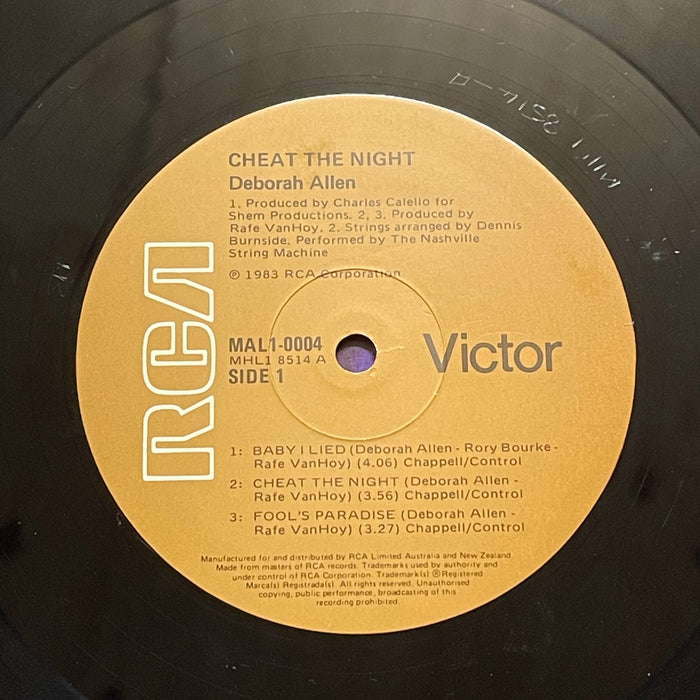 CHEAT THE NIGHT
Deborah Allen
1. Produced by Charles Calello for
Shem Productions. 2, 3. Produced by
Rafe VanHoy. 2. Strings arranged by Dennis
Burnside. Performed by The Nashville
String Machine
℗ 1983 RCA Corporation
RCA
MAL1-0004
MHL1 8514 A
SIDE 1
Victor
1: BABY I LIED (Deborah Allen - Rory Bourke -
Rafe VanHoy) (4.06) Chappell/Control
2: CHEAT THE NIGHT (Deborah Allen -
Rafe VanHoy) (3.56) Chappell/Control
3: FOOL'S PARADISE (Deborah Allen -
Rafe VanHoy) (3.27) Chappell/Control
Manufactured for and distributed by RCA Limited Australia and New Zealand.
Made from masters of RCA records. Trademarks used by authority and
under control of RCA Corporation. Trademark(s) ®Registered
Marca(s) Registrada(s). All rights reserved. Unauthorised
copying, public performance, broadcasting of this
recording prohibited.